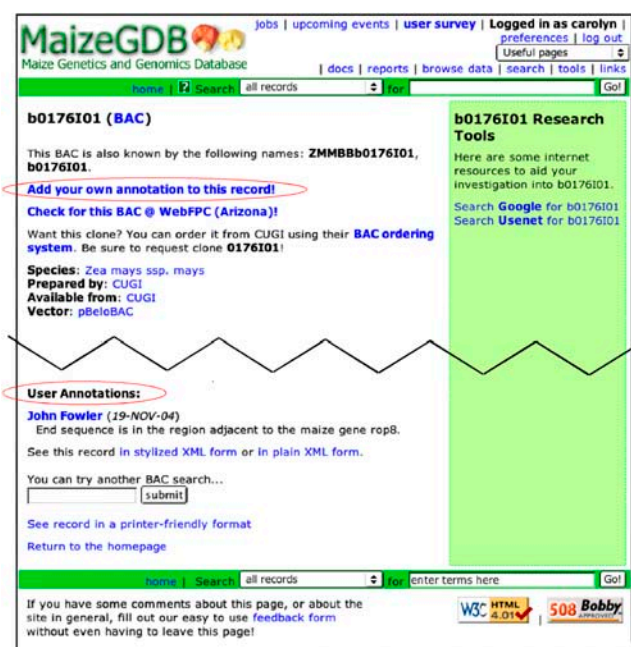 MaizeGDB
Maize Genetics and Genomics Database
jobs | upcoming events | user survey | Logged in as carolyn |
preferences | log out
Useful pages
| docs | reports | browse data | search | tools | links
home | ? Search all records for Go!
b0176I01 (BAC)
This BAC is also known by the following names: ZMMBBb0176I01,
b0176I01.
Add your own annotation to this record!
Check for this BAC @ WebFPC (Arizona)!
Want this clone? You can order it from CUGI using their BAC ordering
system. Be sure to request clone 0176I01!
Species: Zea mays ssp. mays
Prepared by: CUGI
Available from: CUGI
Vector: pBeloBAC
b0176I01 Research
Tools
Here are some internet
resources to aid your
investigation into b0176I01.
Search Google for b0176I01
Search Usenet for b0176I01
User Annotations:
John Fowler (19-NOV-04)
End sequence is in the region adjacent to the maize gene rop8.
See this record in stylized XML form or in plain XML form.
You can try another BAC search...
submit
See record in a printer-friendly format
Return to the homepage
home | Search all records for enter terms here Go!
If you have some comments about this page, or about the
site in general, fill out our easy to use feedback form
without even having to leave this page!
W3C HTML 4.01 | 508 Bobby APPROVED